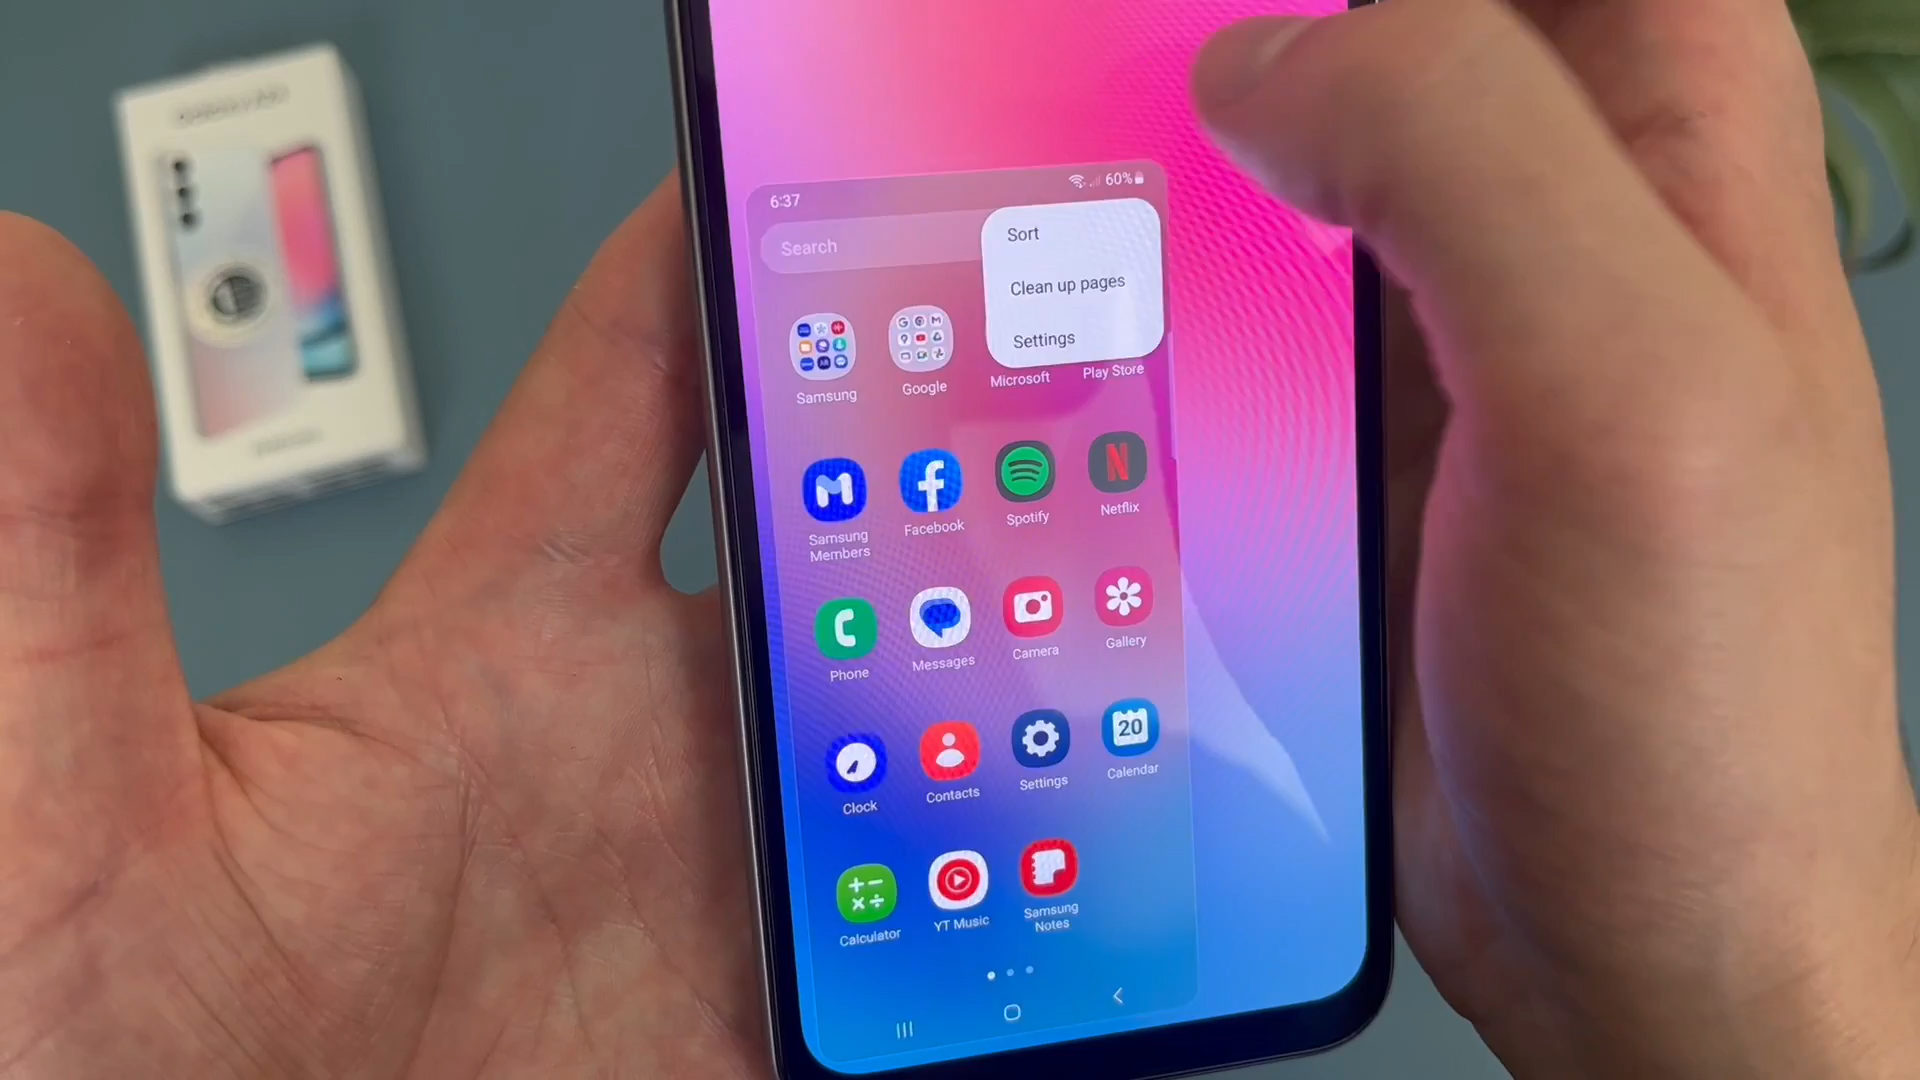 6:37
60%
Search
Sort
Clean up pages
Settings
Samsung
Google
Microsoft
Play Store
Samsung
Members
Facebook
Spotify
Netflix
Phone
Messages
Camera
Gallery
20
Clock
Contacts
Settings
Calendar
Calculator
YT Music
Samsung
Notes